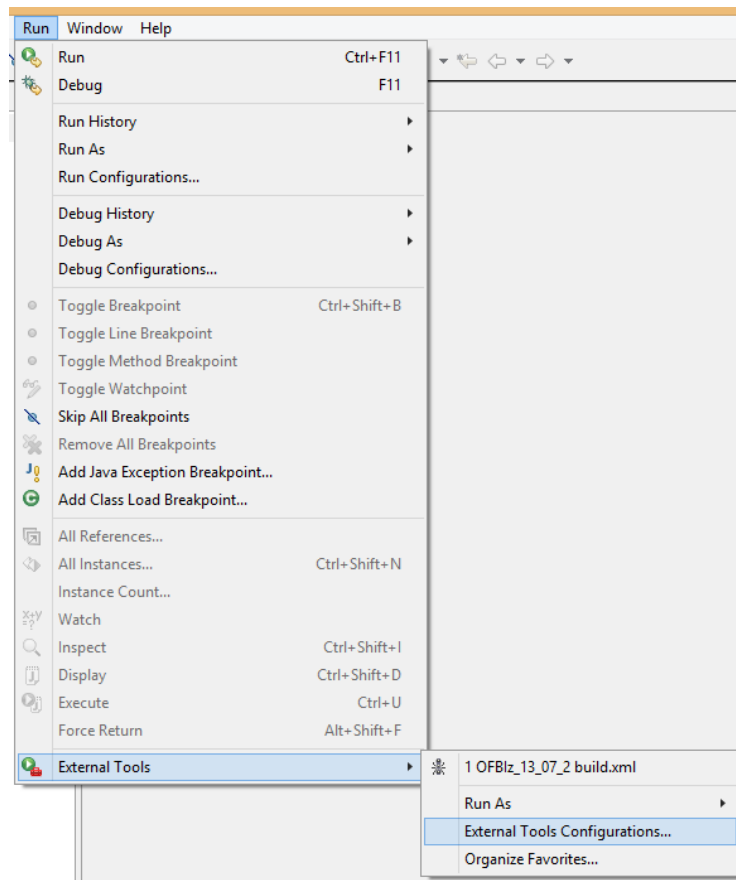 Run Window Help
Run Ctrl+F11
Debug F11
Run History
Run As
Run Configurations...
Debug History
Debug As
Debug Configurations...
Toggle Breakpoint Ctrl+Shift+B
Toggle Line Breakpoint
Toggle Method Breakpoint
Toggle Watchpoint
Skip All Breakpoints
Remove All Breakpoints
Add Java Exception Breakpoint...
Add Class Load Breakpoint...
All References...
All Instances... Ctrl+Shift+N
Instance Count...
Watch
Inspect Ctrl+Shift+I
Display Ctrl+Shift+D
Execute Ctrl+U
Force Return Alt+Shift+F
External Tools
1 OFBIz_13_07_2 build.xml
Run As
External Tools Configurations...
Organize Favorites...